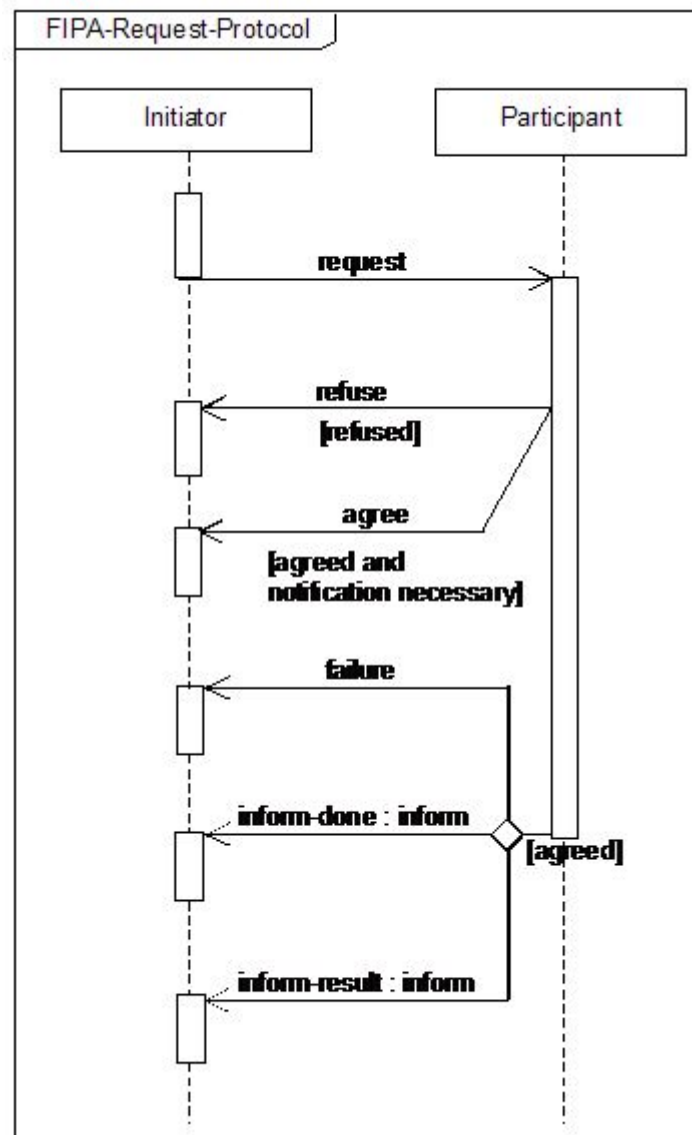 FIPA-Request-Protocol
Initiator
Participant
request
refuse
[refused]
agree
[agreed and
notification necessary]
failure
inform-done : inform
[agreed]
inform-result : inform